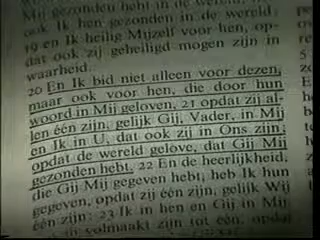 Mij gezonden hebt in de wereld,
ook Ik hen gezonden in de wereld;
19 en Ik heilig Mijzelf voor hen, op-
dat ook zij geheiligd mogen zijn in
waarheid.
20 En Ik bid niet alleen voor dezen,
maar ook voor hen, die door hun
woord in Mij geloven, 21 opdat zij al-
len één zijn, gelijk Gij, Vader, in Mij
en Ik in U, dat ook zij in Ons zijn;
opdat de wereld gelove, dat Gij Mij
gezonden hebt. 22 En de heerlijkheid,
die Gij Mij gegeven hebt, heb Ik hun
gegeven, opdat zij één zijn, gelijk Wij
één zijn: 23 Ik in hen en Gij in Mij
dat zij volmaakt zijn tot één, opdat